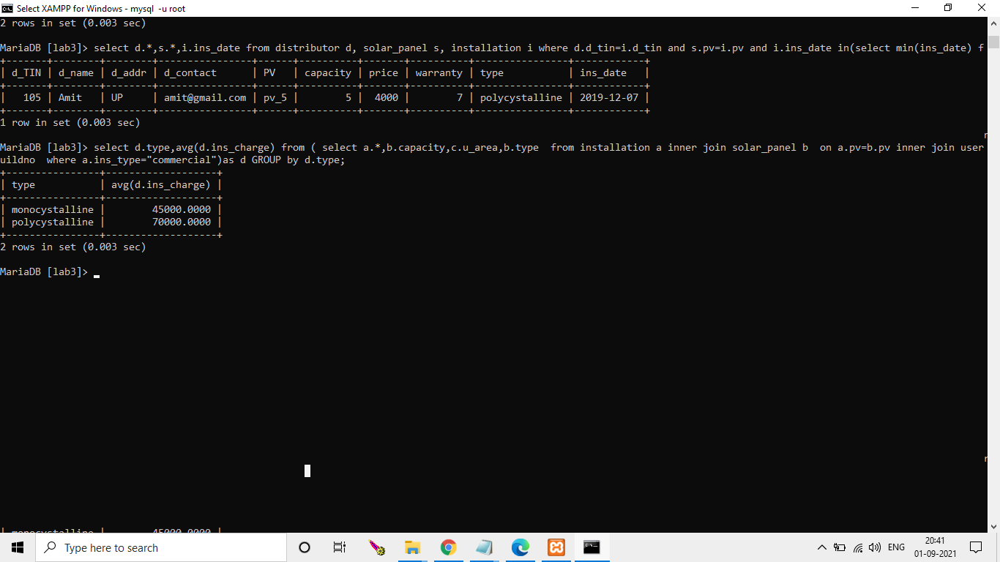 Select XAMPP for Windows - mysql -u root
2 rows in set (0.003 sec)
MariaDB [lab3]> select d.*,s.*,i.ins_date from distributor d, solar_panel s, installation i where d.d_tin=i.d_tin and s.pv=i.pv and i.ins_date in(select min(ins_date) f
+-------+--------+--------+----------------+------+----------+-------+----------+-----------------+------------+
| d_TIN | d_name | d_addr | d_contact      | PV   | capacity | price | warranty | type            | ins_date   |
+-------+--------+--------+----------------+------+----------+-------+----------+-----------------+------------+
|   105 | Amit   | UP     | amit@gmail.com | pv_5 |        5 |  4000 |        7 | polycystalline | 2019-12-07 |
+-------+--------+--------+----------------+------+----------+-------+----------+-----------------+------------+
1 row in set (0.003 sec)
r
MariaDB [lab3]> select d.type,avg(d.ins_charge) from ( select a.*,b.capacity,c.u_area,b.type  from installation a inner join solar_panel b  on a.pv=b.pv inner join user
uildno  where a.ins_type="commercial")as d GROUP by d.type;
+----------------+-------------------+
| type           | avg(d.ins_charge) |
+----------------+-------------------+
| monocystalline |        45000.0000 |
| polycystalline |        70000.0000 |
+----------------+-------------------+
2 rows in set (0.003 sec)
MariaDB [lab3]>
r
| monocystalline |        45000.0000 |
Type here to search
ENG
20:41
01-09-2021